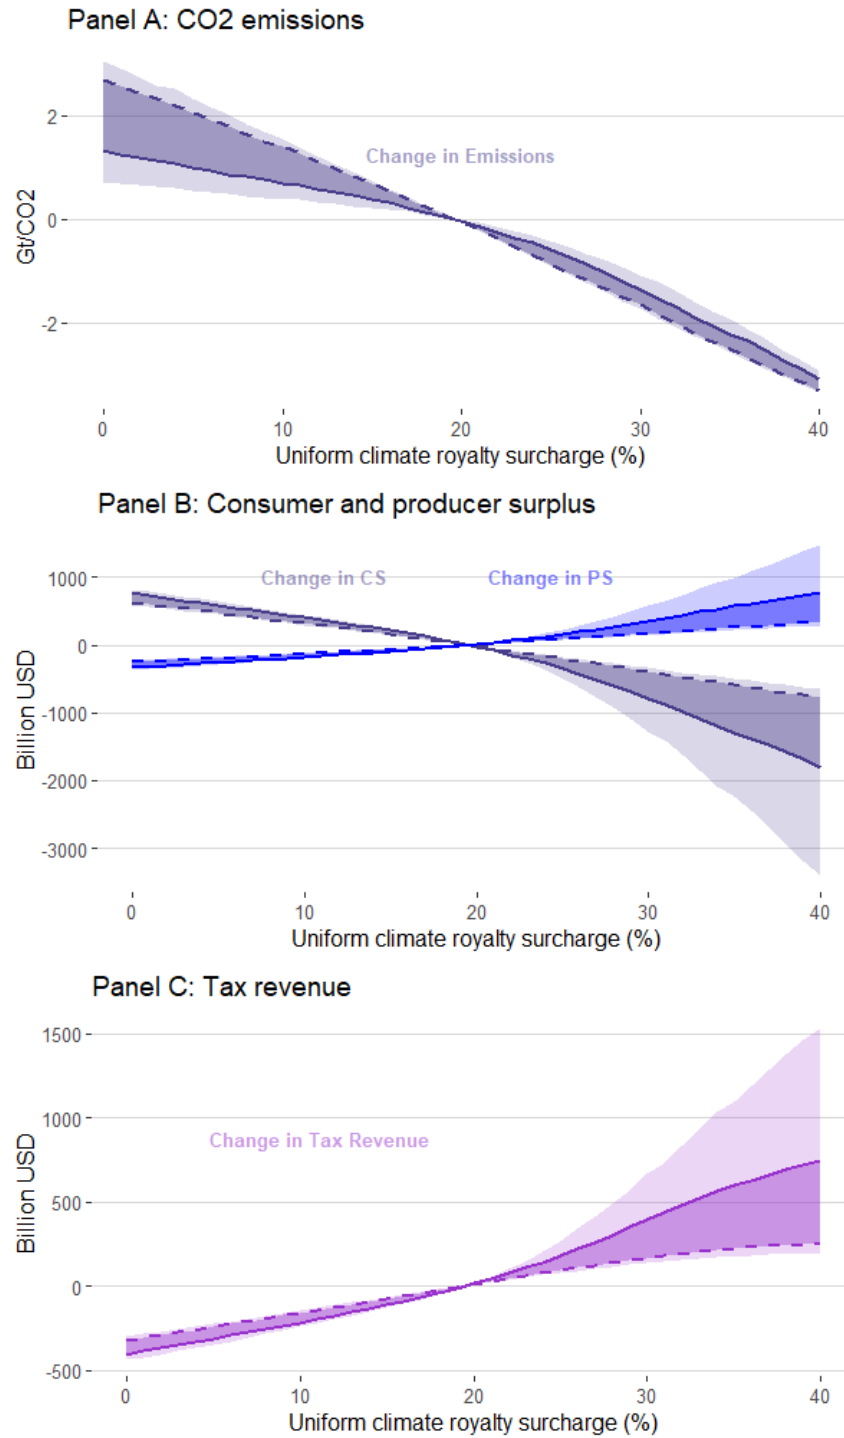 Panel A: CO2 emissions
2
0
-2
Gt/CO2
Change in Emissions
0 10 20 30 40
Uniform climate royalty surcharge (%)
Panel B: Consumer and producer surplus
1000
0
-1000
-2000
-3000
Billion USD
Change in CS
Change in PS
0 10 20 30 40
Uniform climate royalty surcharge (%)
Panel C: Tax revenue
1500
1000
500
0
-500
Billion USD
Change in Tax Revenue
0 10 20 30 40
Uniform climate royalty surcharge (%)